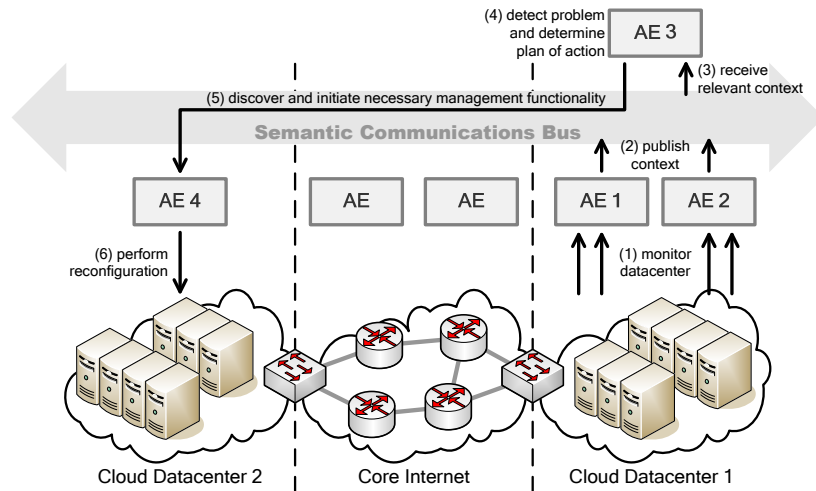 (4) detect problem
and determine
plan of action
AE 3
(3) receive
relevant context
(5) discover and initiate necessary management functionality
Semantic Communications Bus
(2) publish
context
AE 4
AE
AE
AE 1
AE 2
(6) perform
reconfiguration
(1) monitor
datacenter
Cloud Datacenter 2
Core Internet
Cloud Datacenter 1